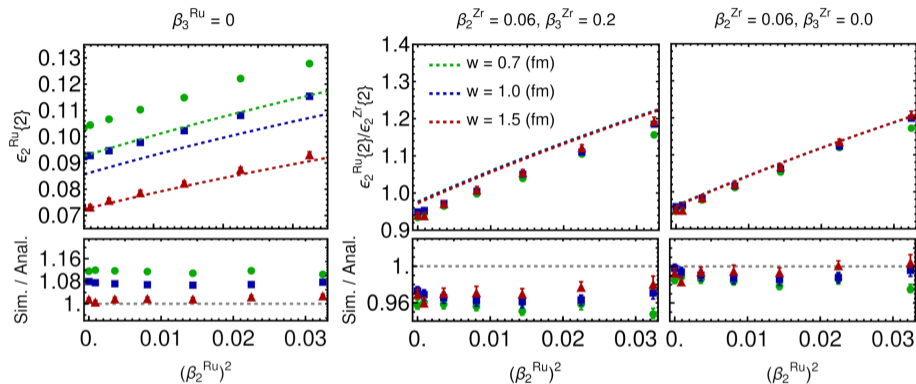 β₃ᴿᵘ = 0
β₂ᶻʳ = 0.06, β₃ᶻʳ = 0.2
β₂ᶻʳ = 0.06, β₃ᶻʳ = 0.0
ε₂ᴿᵘ{2}
0.13
0.12
0.11
0.10
0.09
0.08
0.07
ε₂ᴿᵘ{2}/ε₂ᶻʳ{2}
1.4
1.3
1.2
1.1
1.0
0.9
w = 0.7 (fm)
w = 1.0 (fm)
w = 1.5 (fm)
Sim. / Anal.
1.16
1.08
1.
Sim. / Anal.
1.
0.96
1.
0.96
0. 0.01 0.02 0.03
0. 0.01 0.02 0.03
0. 0.01 0.02 0.03
(β₂ᴿᵘ)²
(β₂ᴿᵘ)²
(β₂ᴿᵘ)²